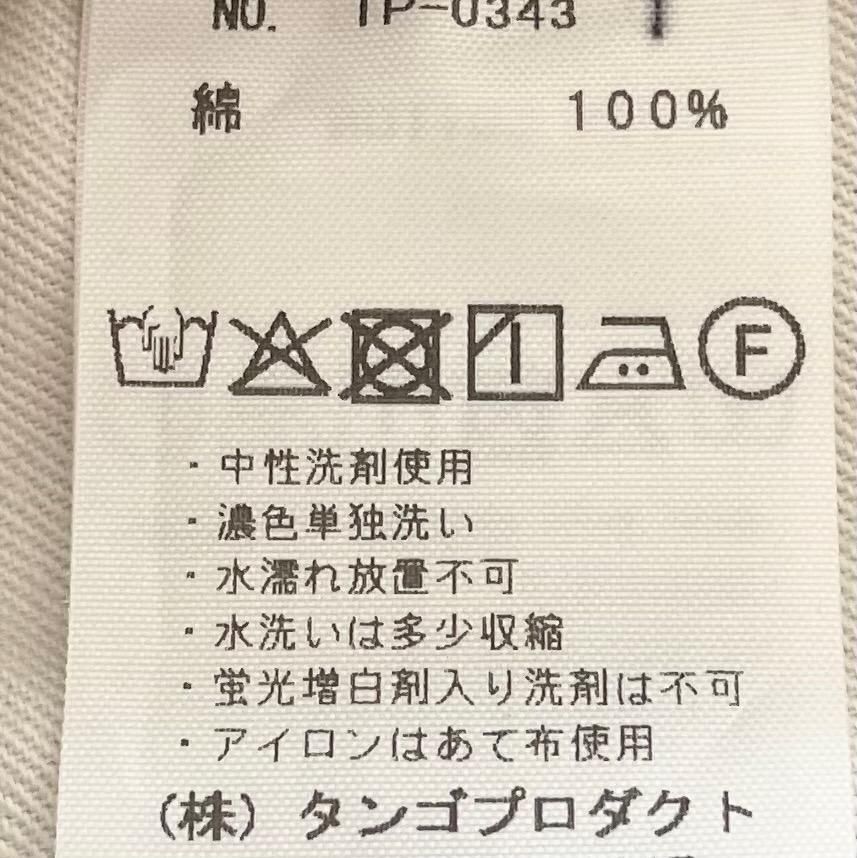 NO. TP-0343
綿 100%
F
・中性洗剤使用
・濃色単独洗い
・水濡れ放置不可
・水洗いは多少収縮
・蛍光増白剤入り洗剤は不可
・アイロンはあて布使用
(株)タンゴプロダクト